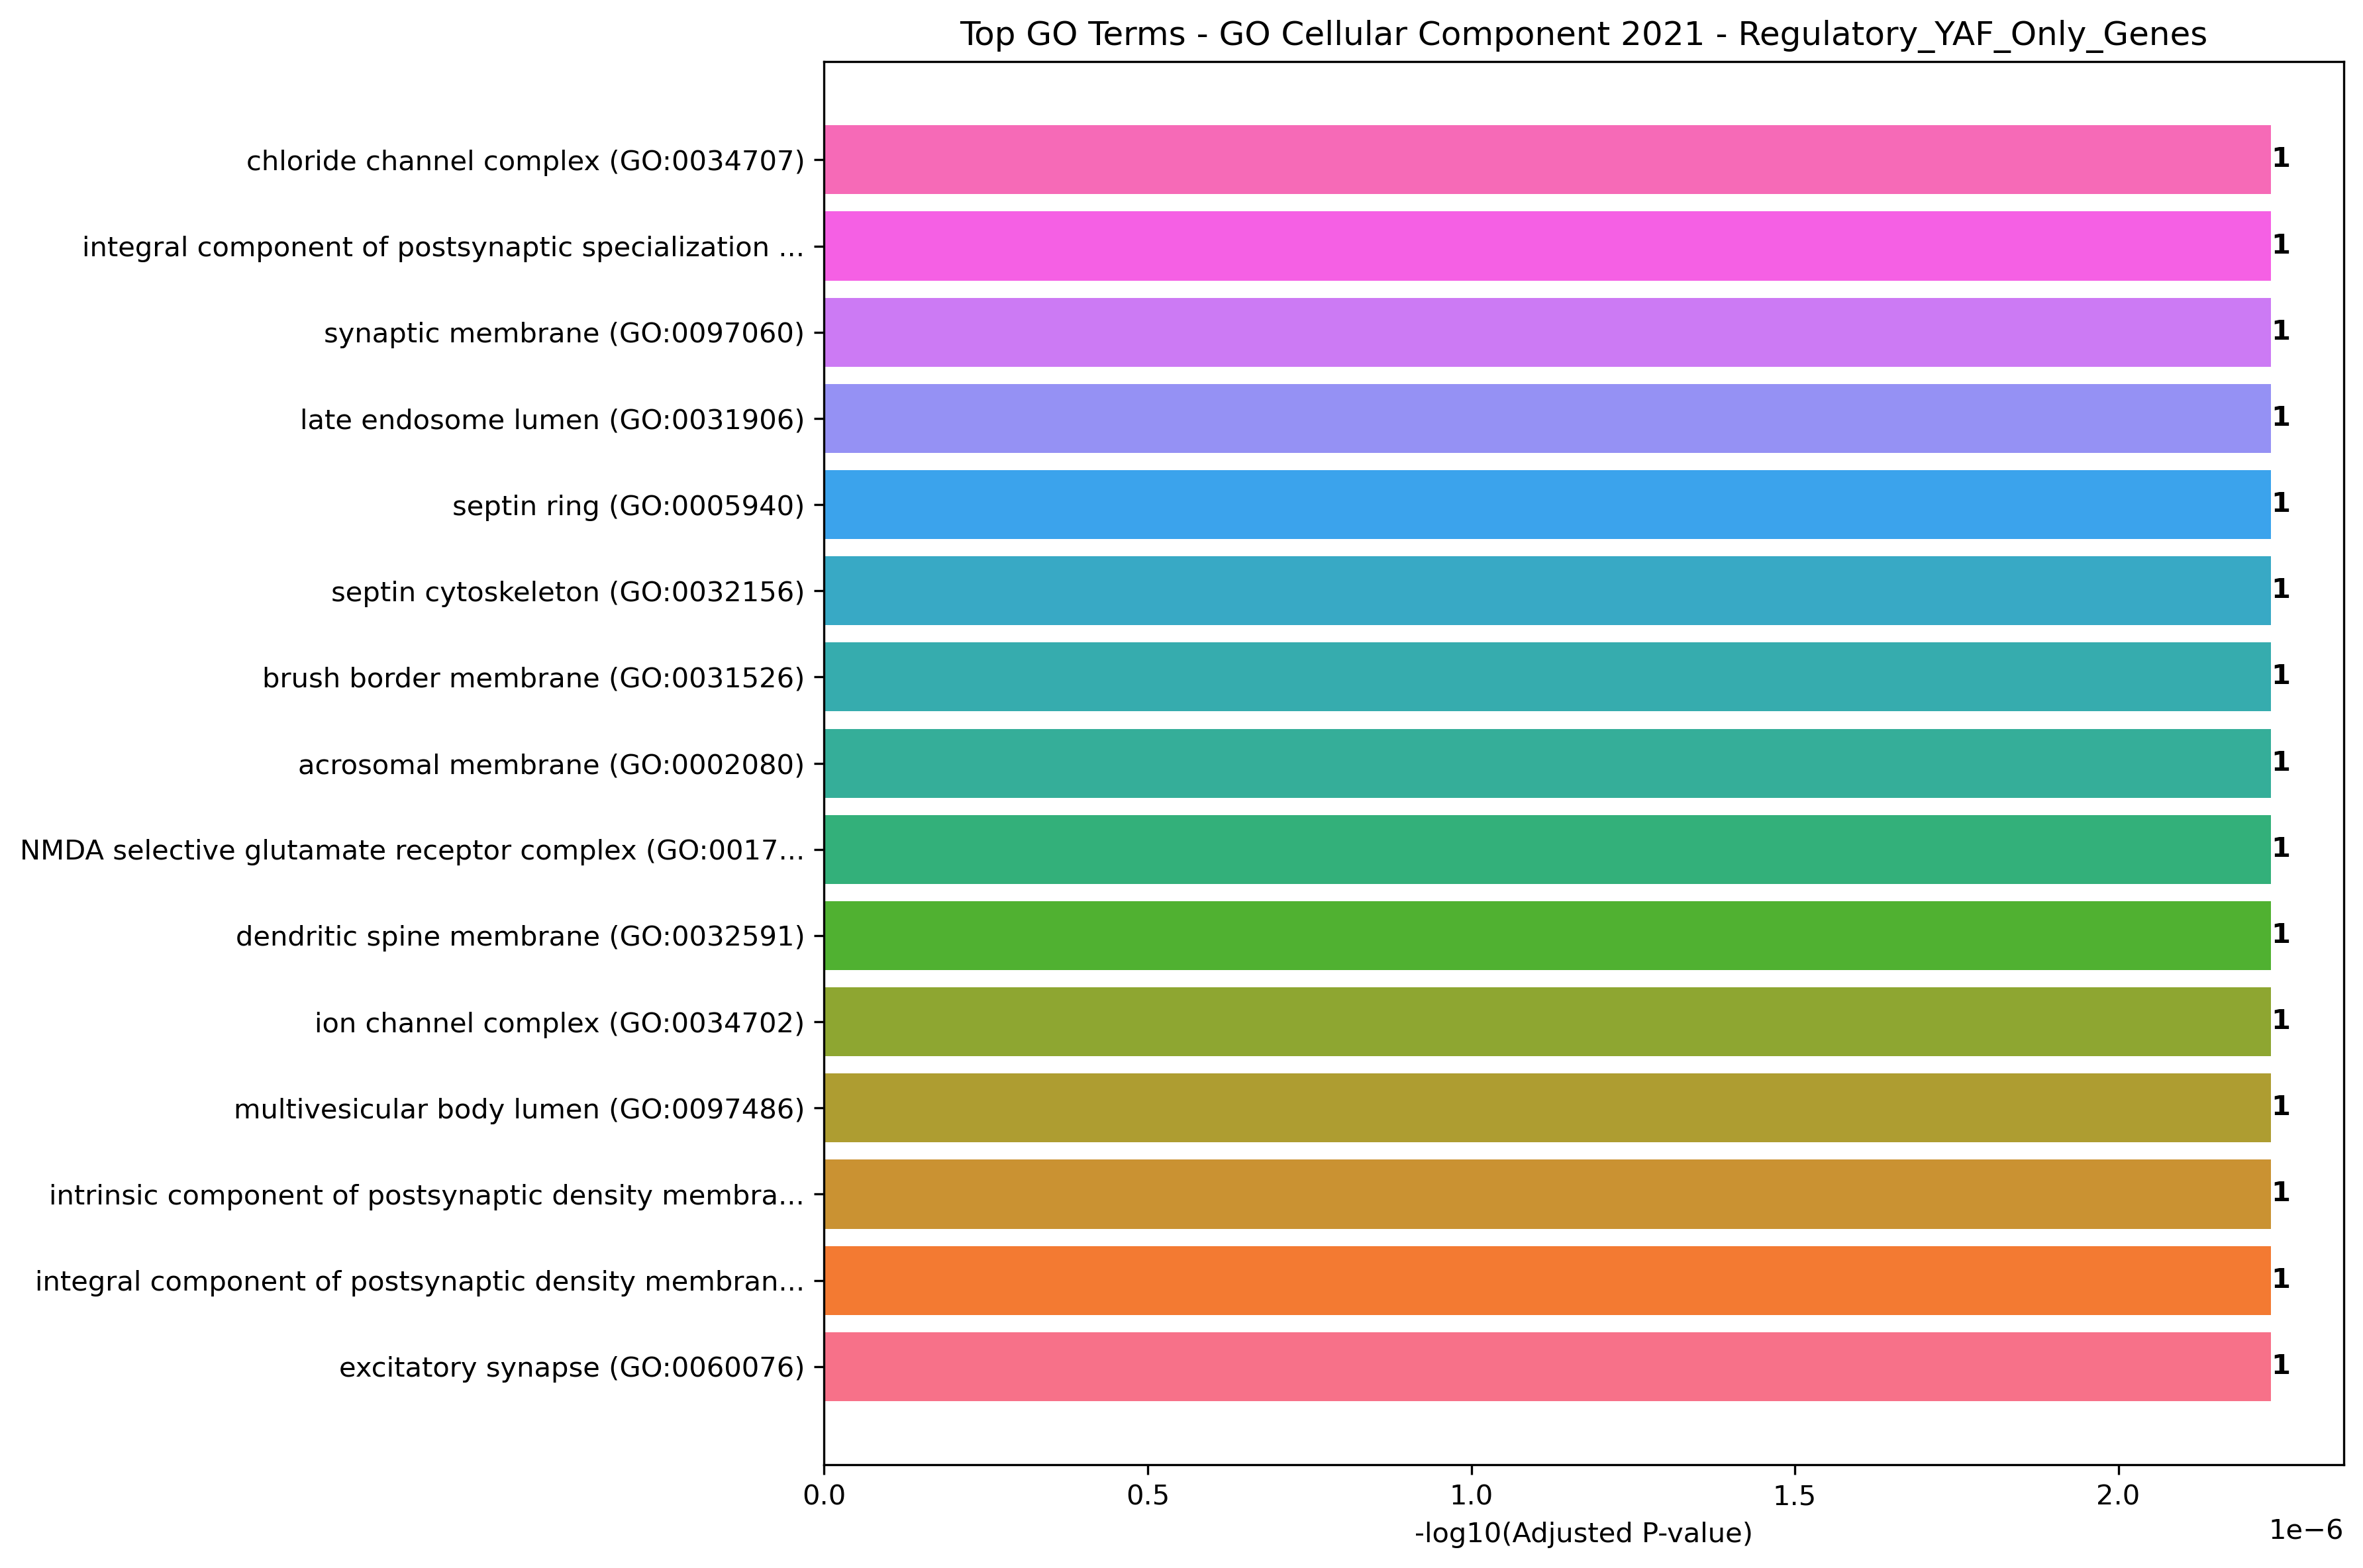 Top GO Terms - GO Cellular Component 2021 - Regulatory_YAF_Only_Genes
chloride channel complex (GO:0034707) 1
integral component of postsynaptic specialization ... 1
synaptic membrane (GO:0097060) 1
late endosome lumen (GO:0031906) 1
septin ring (GO:0005940) 1
septin cytoskeleton (GO:0032156) 1
brush border membrane (GO:0031526) 1
acrosomal membrane (GO:0002080) 1
NMDA selective glutamate receptor complex (GO:0017... 1
dendritic spine membrane (GO:0032591) 1
ion channel complex (GO:0034702) 1
multivesicular body lumen (GO:0097486) 1
intrinsic component of postsynaptic density membra... 1
integral component of postsynaptic density membran... 1
excitatory synapse (GO:0060076) 1
0.0 0.5 1.0 1.5 2.0
-log10(Adjusted P-value) 1e−6